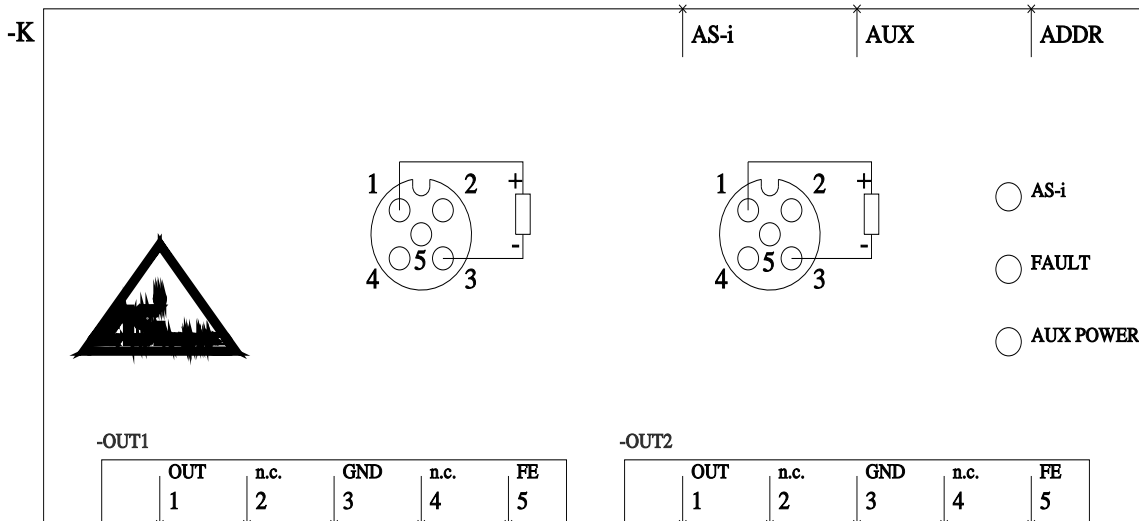 -K
AS-i AUX ADDR
1 2 + 1 2 +
AS-i
5 - 5 -
4 3 4 3
FAULT
AUX POWER
-OUT1 -OUT2
OUT n.c. GND n.c. FE OUT n.c. GND n.c. FE
1 2 3 4 5 1 2 3 4 5